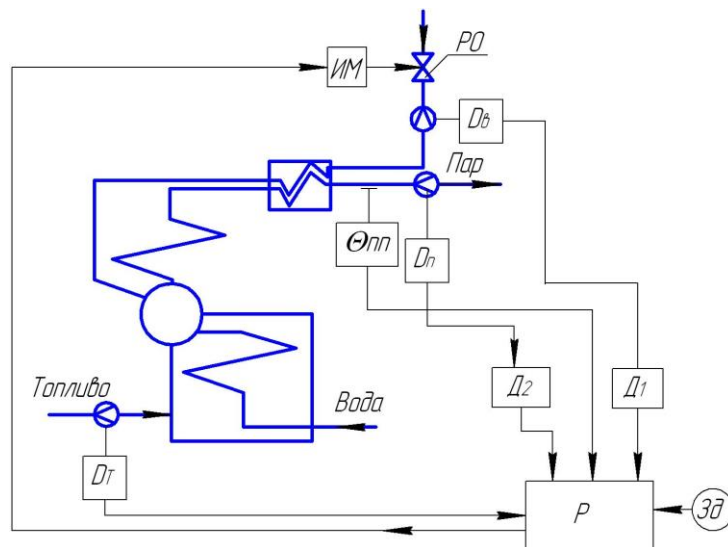 РО
ИМ
Dв
Пар
Θпп
Dп
Топливо
Д2
Д1
Вода
Dт
Р
Зд